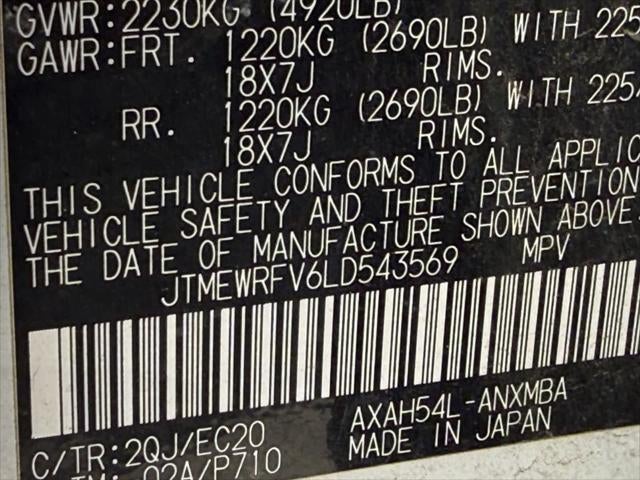 GVWR:2230KG (4920LB)
GAWR:FRT. 1220KG (2690LB) WITH 225
18X7J RIMS.
RR. 1220KG (2690LB) WITH 225/
18X7J RIMS.
THIS VEHICLE CONFORMS TO ALL APPLIC
VEHICLE SAFETY AND THEFT PREVENTION
THE DATE OF MANUFACTURE SHOWN ABOVE
JTMEWRFV6LD543569 MPV
C/TR:2QJ/EC20 AXAH54L-ANXMBA
02A/P710 MADE IN JAPAN